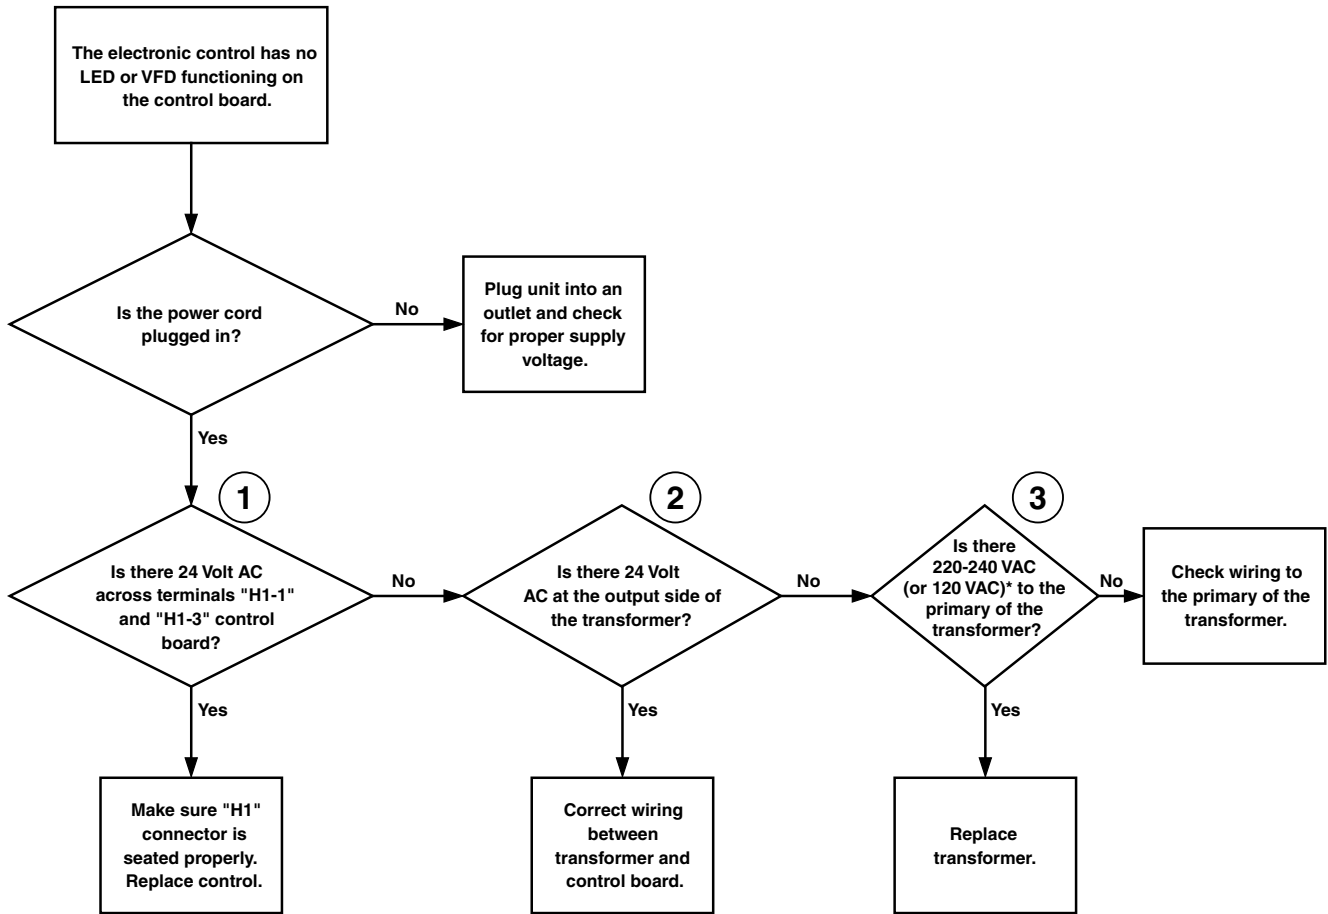 The electronic control has no
LED or VFD functioning on
the control board.
Is the power cord
plugged in?
No
Plug unit into an
outlet and check
for proper supply
voltage.
Yes
1
Is there 24 Volt AC
across terminals "H1-1"
and "H1-3" control
board?
No
2
Is there 24 Volt
AC at the output side of
the transformer?
No
3
Is there
220-240 VAC
(or 120 VAC)* to the
primary of the
transformer?
No
Check wiring to
the primary of the
transformer.
Yes
Make sure "H1"
connector is
seated properly.
Replace control.
Yes
Correct wiring
between
transformer and
control board.
Yes
Replace
transformer.